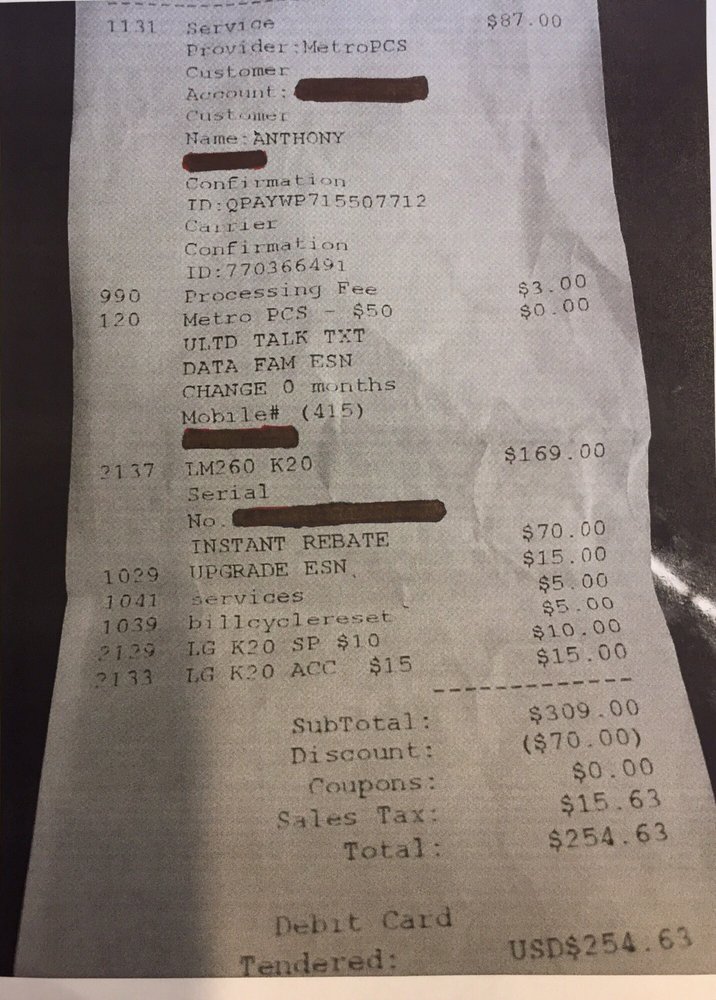 1131 Service $87.00
Provider:MetroPCS
Customer
Account:
Customer
Name:ANTHONY
Confirmation
ID:QPAYWP715507712
Carrier
Confirmation
ID:770366491
990 Processing Fee $3.00
120 Metro PCS - $50 $0.00
ULTD TALK TXT
DATA FAM ESN
CHANGE 0 months
Mobile# (415)
2137 LM260 K20 $169.00
Serial
No.
INSTANT REBATE $70.00
1029 UPGRADE ESN $15.00
1041 services $5.00
1039 billcyclereset $5.00
2129 LG K20 SP $10 $10.00
2133 LG K20 ACC $15 $15.00
SubTotal: $309.00
Discount: ($70.00)
Coupons: $0.00
Sales Tax: $15.63
Total: $254.63
Debit Card
Tendered: USD$254.63